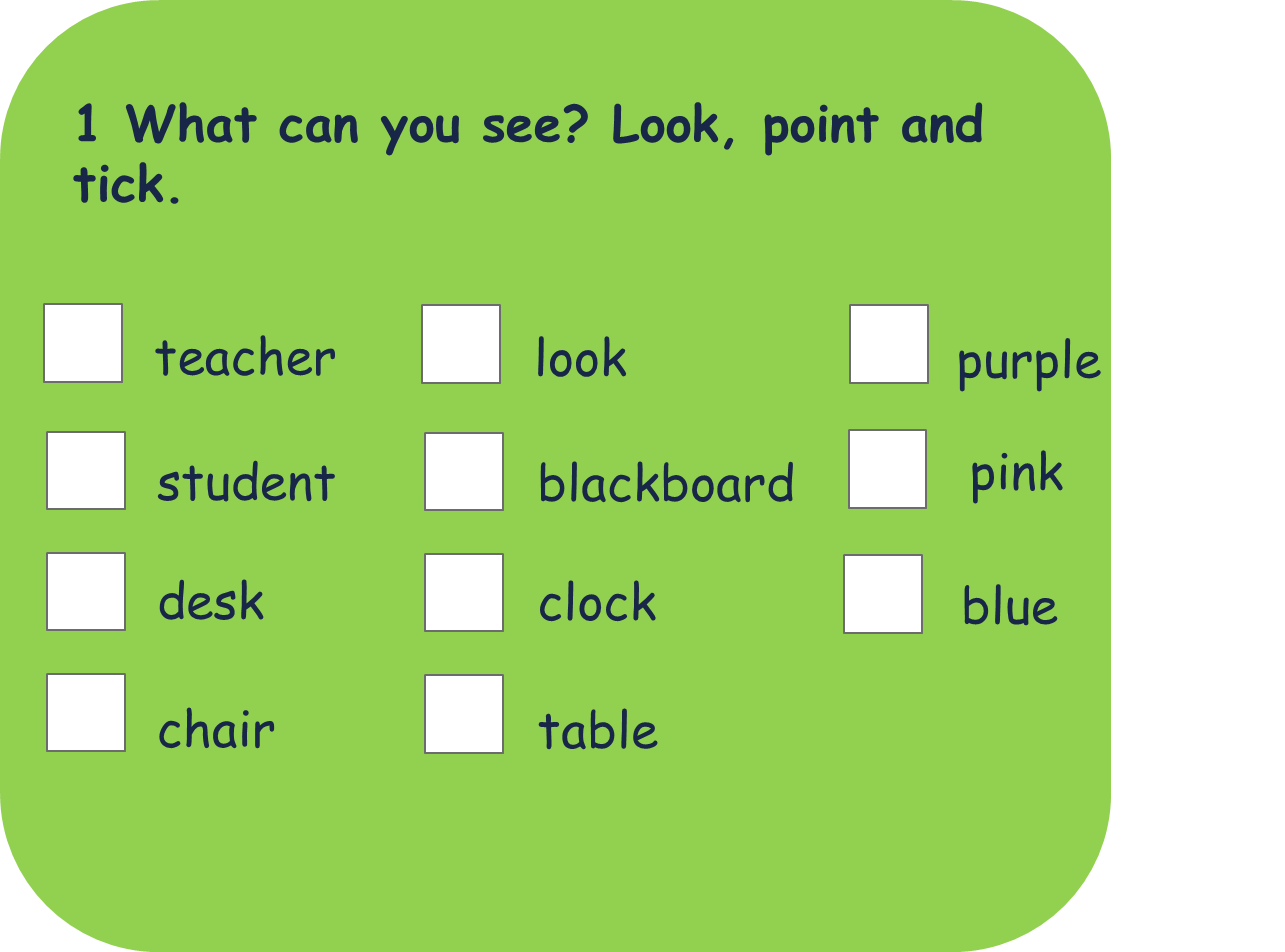 1 What can you see? Look, point and
tick.
teacher
look
purple
student
blackboard
pink
desk
clock
blue
chair
table